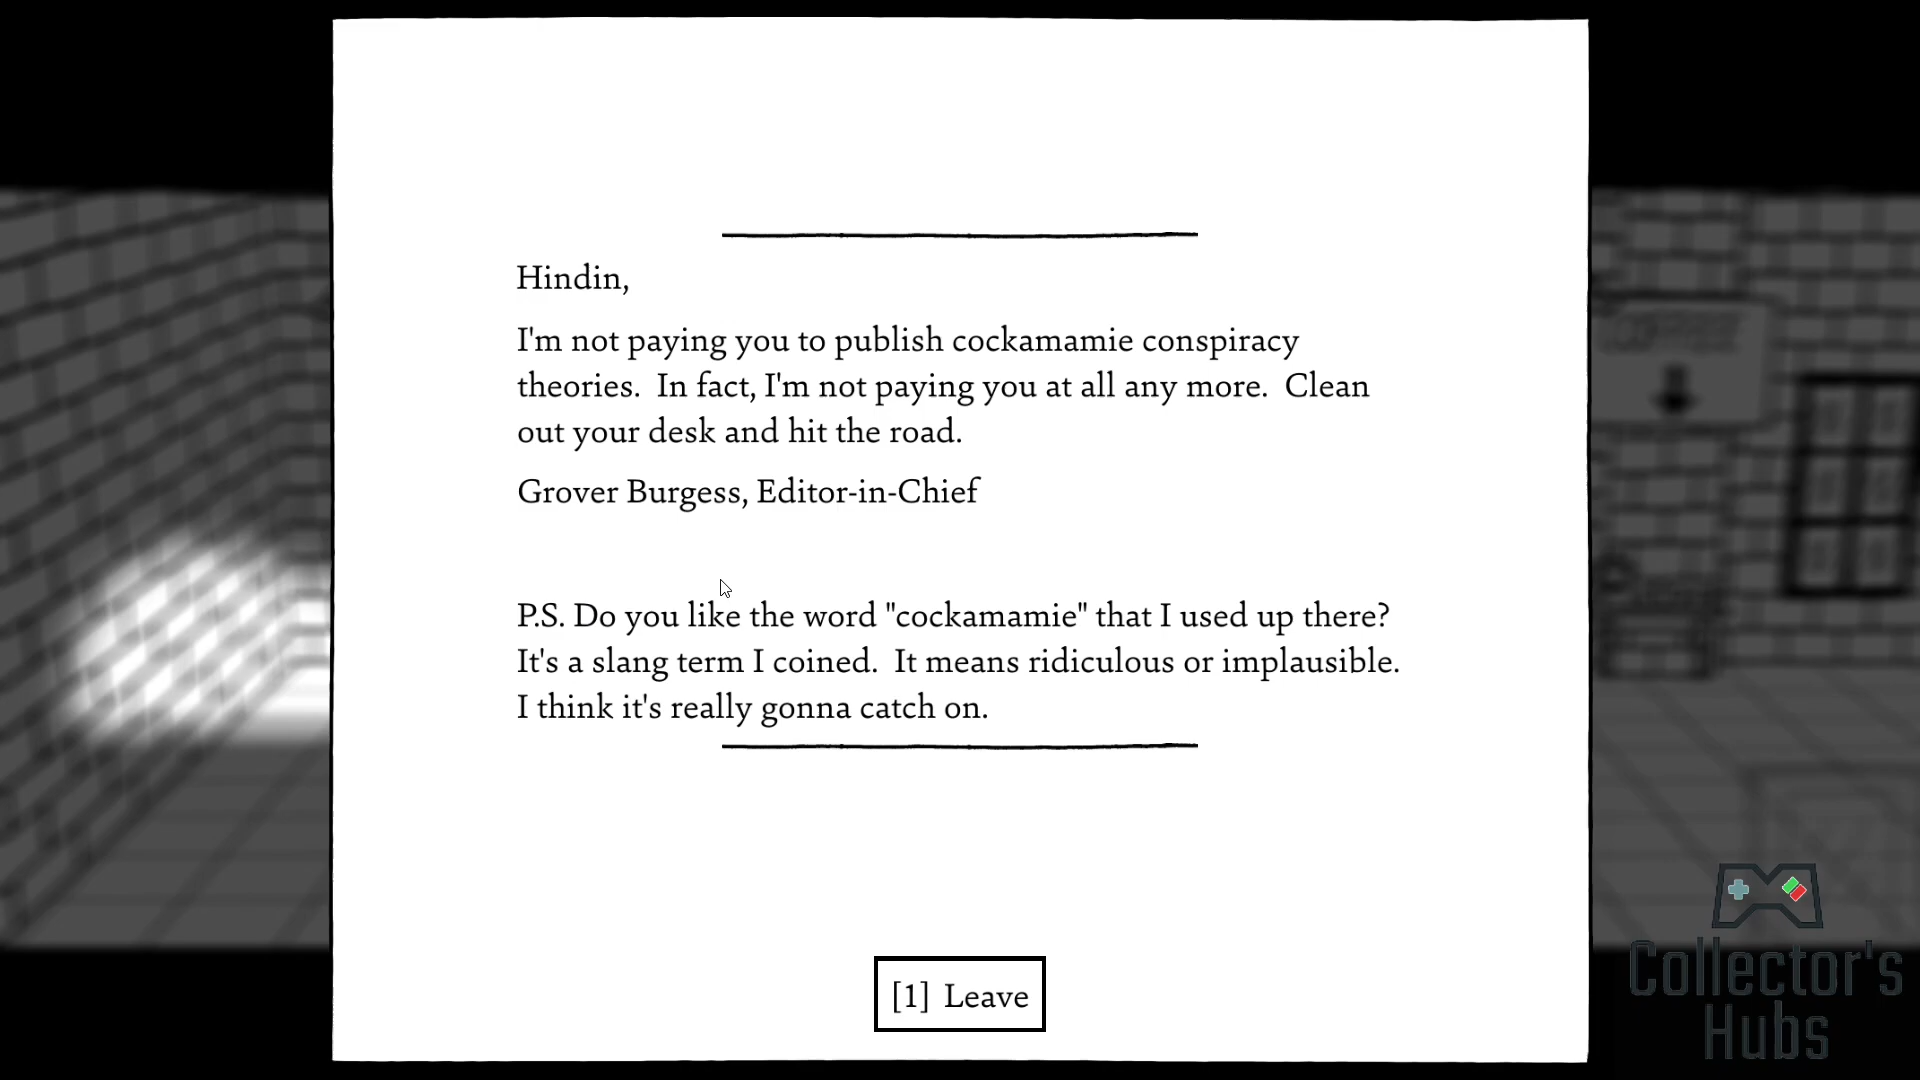 Hindin,
I'm not paying you to publish cockamamie conspiracy
theories.  In fact, I'm not paying you at all any more.  Clean
out your desk and hit the road.
Grover Burgess, Editor-in-Chief
P.S. Do you like the word "cockamamie" that I used up there?
It's a slang term I coined.  It means ridiculous or implausible.
I think it's really gonna catch on.
[1] Leave
Collector's
Hubs